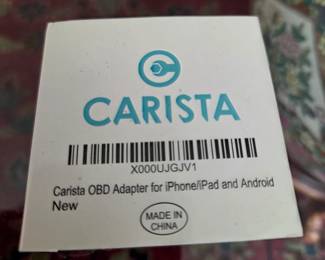 CARISTA
X000UJGJV1
Carista OBD Adapter for iPhone/iPad and Android
New
MADE IN
CHINA